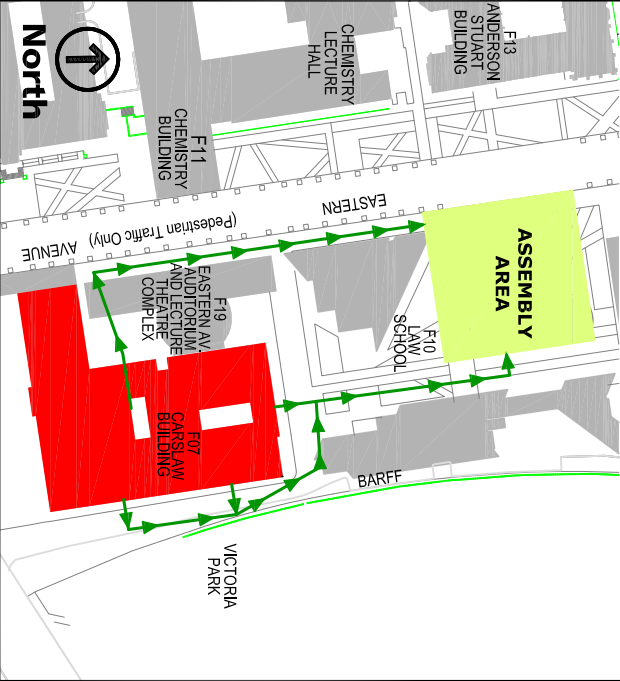 North
F11
CHEMISTRY
BUILDING
CHEMISTRY
LECTURE
HALL
F13
ANDERSON
STUART
BUILDING
EASTERN
(Pedestrian Traffic Only)
AVENUE
ASSEMBLY
AREA
F19
EASTERN AV.
AUDITORIUM
AND LECTURE
THEATRE
COMPLEX
F10
LAW
SCHOOL
F07
CARSLAW
BUILDING
BARFF
VICTORIA
PARK